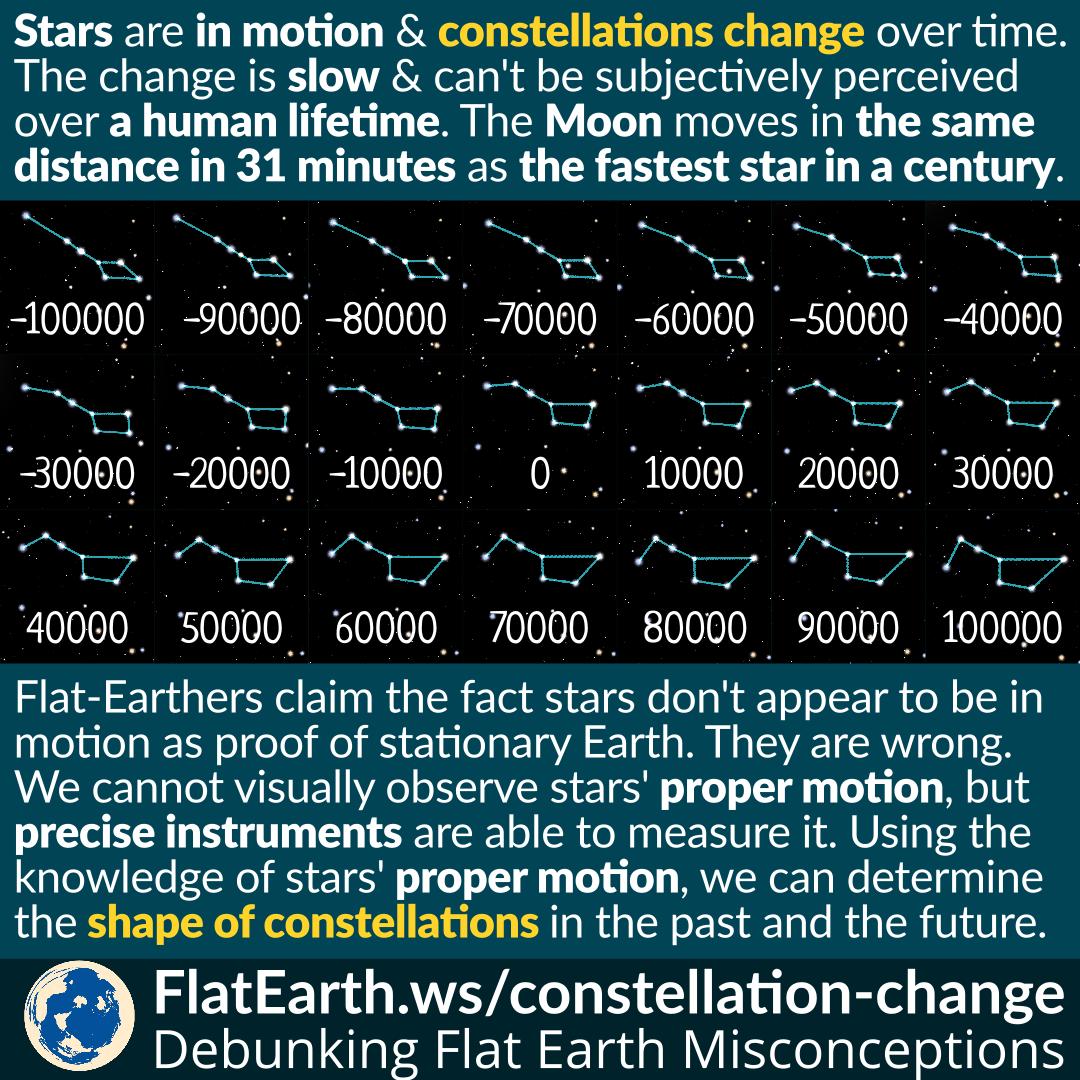 Stars are in motion & constellations change over time.
The change is slow & can't be subjectively perceived
over a human lifetime. The Moon moves in the same
distance in 31 minutes as the fastest star in a century.
-100000 -90000 -80000 -70000 -60000 -50000 -40000
-30000 -20000 -10000 0 10000 20000 30000
40000 50000 60000 70000 80000 90000 100000
Flat-Earthers claim the fact stars don't appear to be in
motion as proof of stationary Earth. They are wrong.
We cannot visually observe stars' proper motion, but
precise instruments are able to measure it. Using the
knowledge of stars' proper motion, we can determine
the shape of constellations in the past and the future.
FlatEarth.ws/constellation-change
Debunking Flat Earth Misconceptions